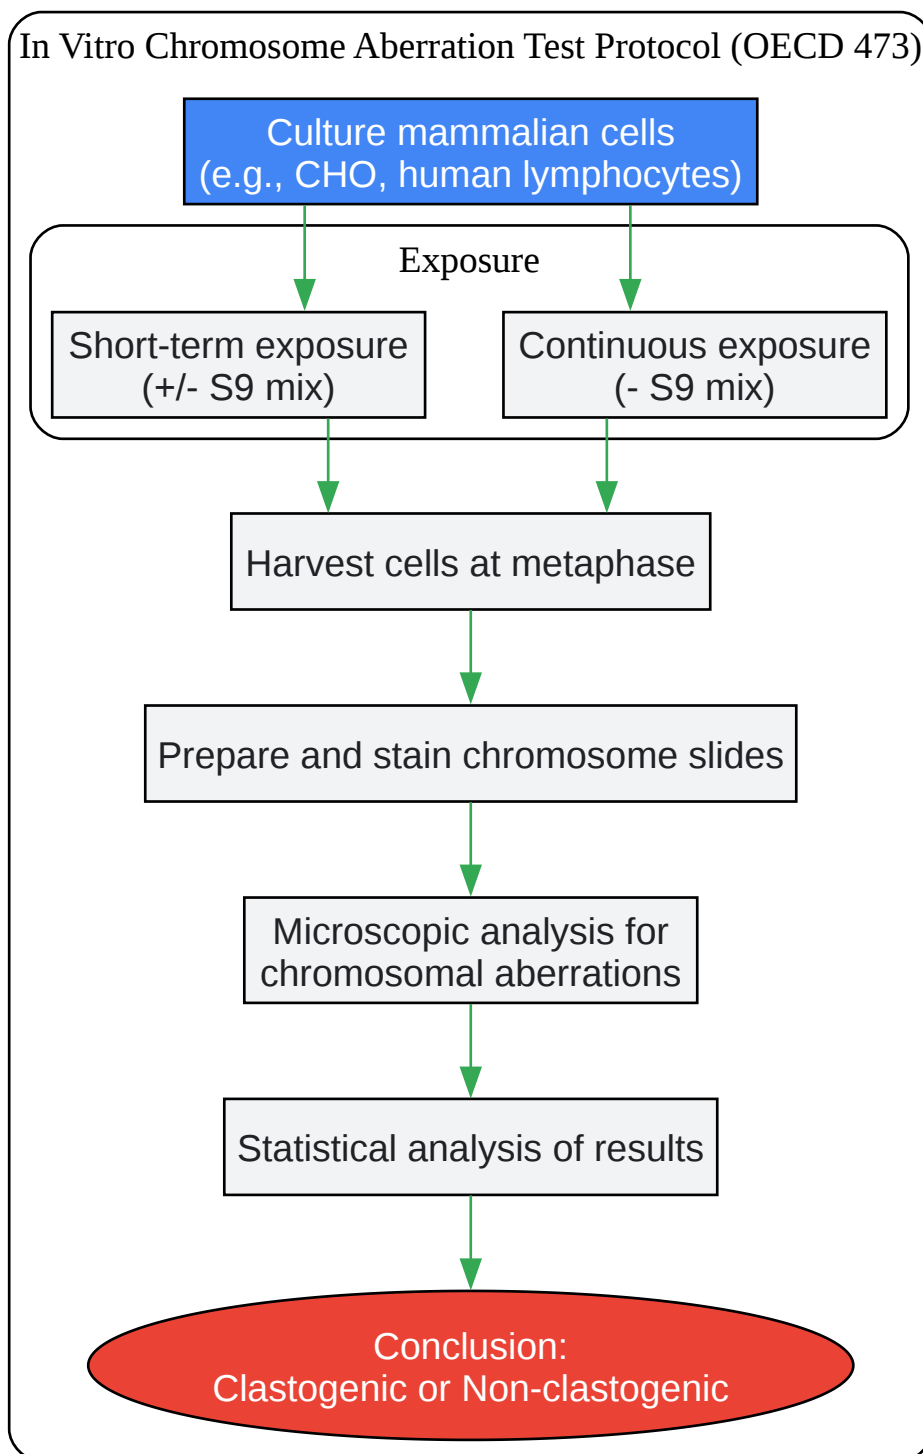 In Vitro Chromosome Aberration Test Protocol (OECD 473)
Culture mammalian cells
(e.g., CHO, human lymphocytes)
Exposure
Short-term exposure
(+/- S9 mix)
Continuous exposure
(- S9 mix)
Harvest cells at metaphase
Prepare and stain chromosome slides
Microscopic analysis for
chromosomal aberrations
Statistical analysis of results
Conclusion:
Clastogenic or Non-clastogenic